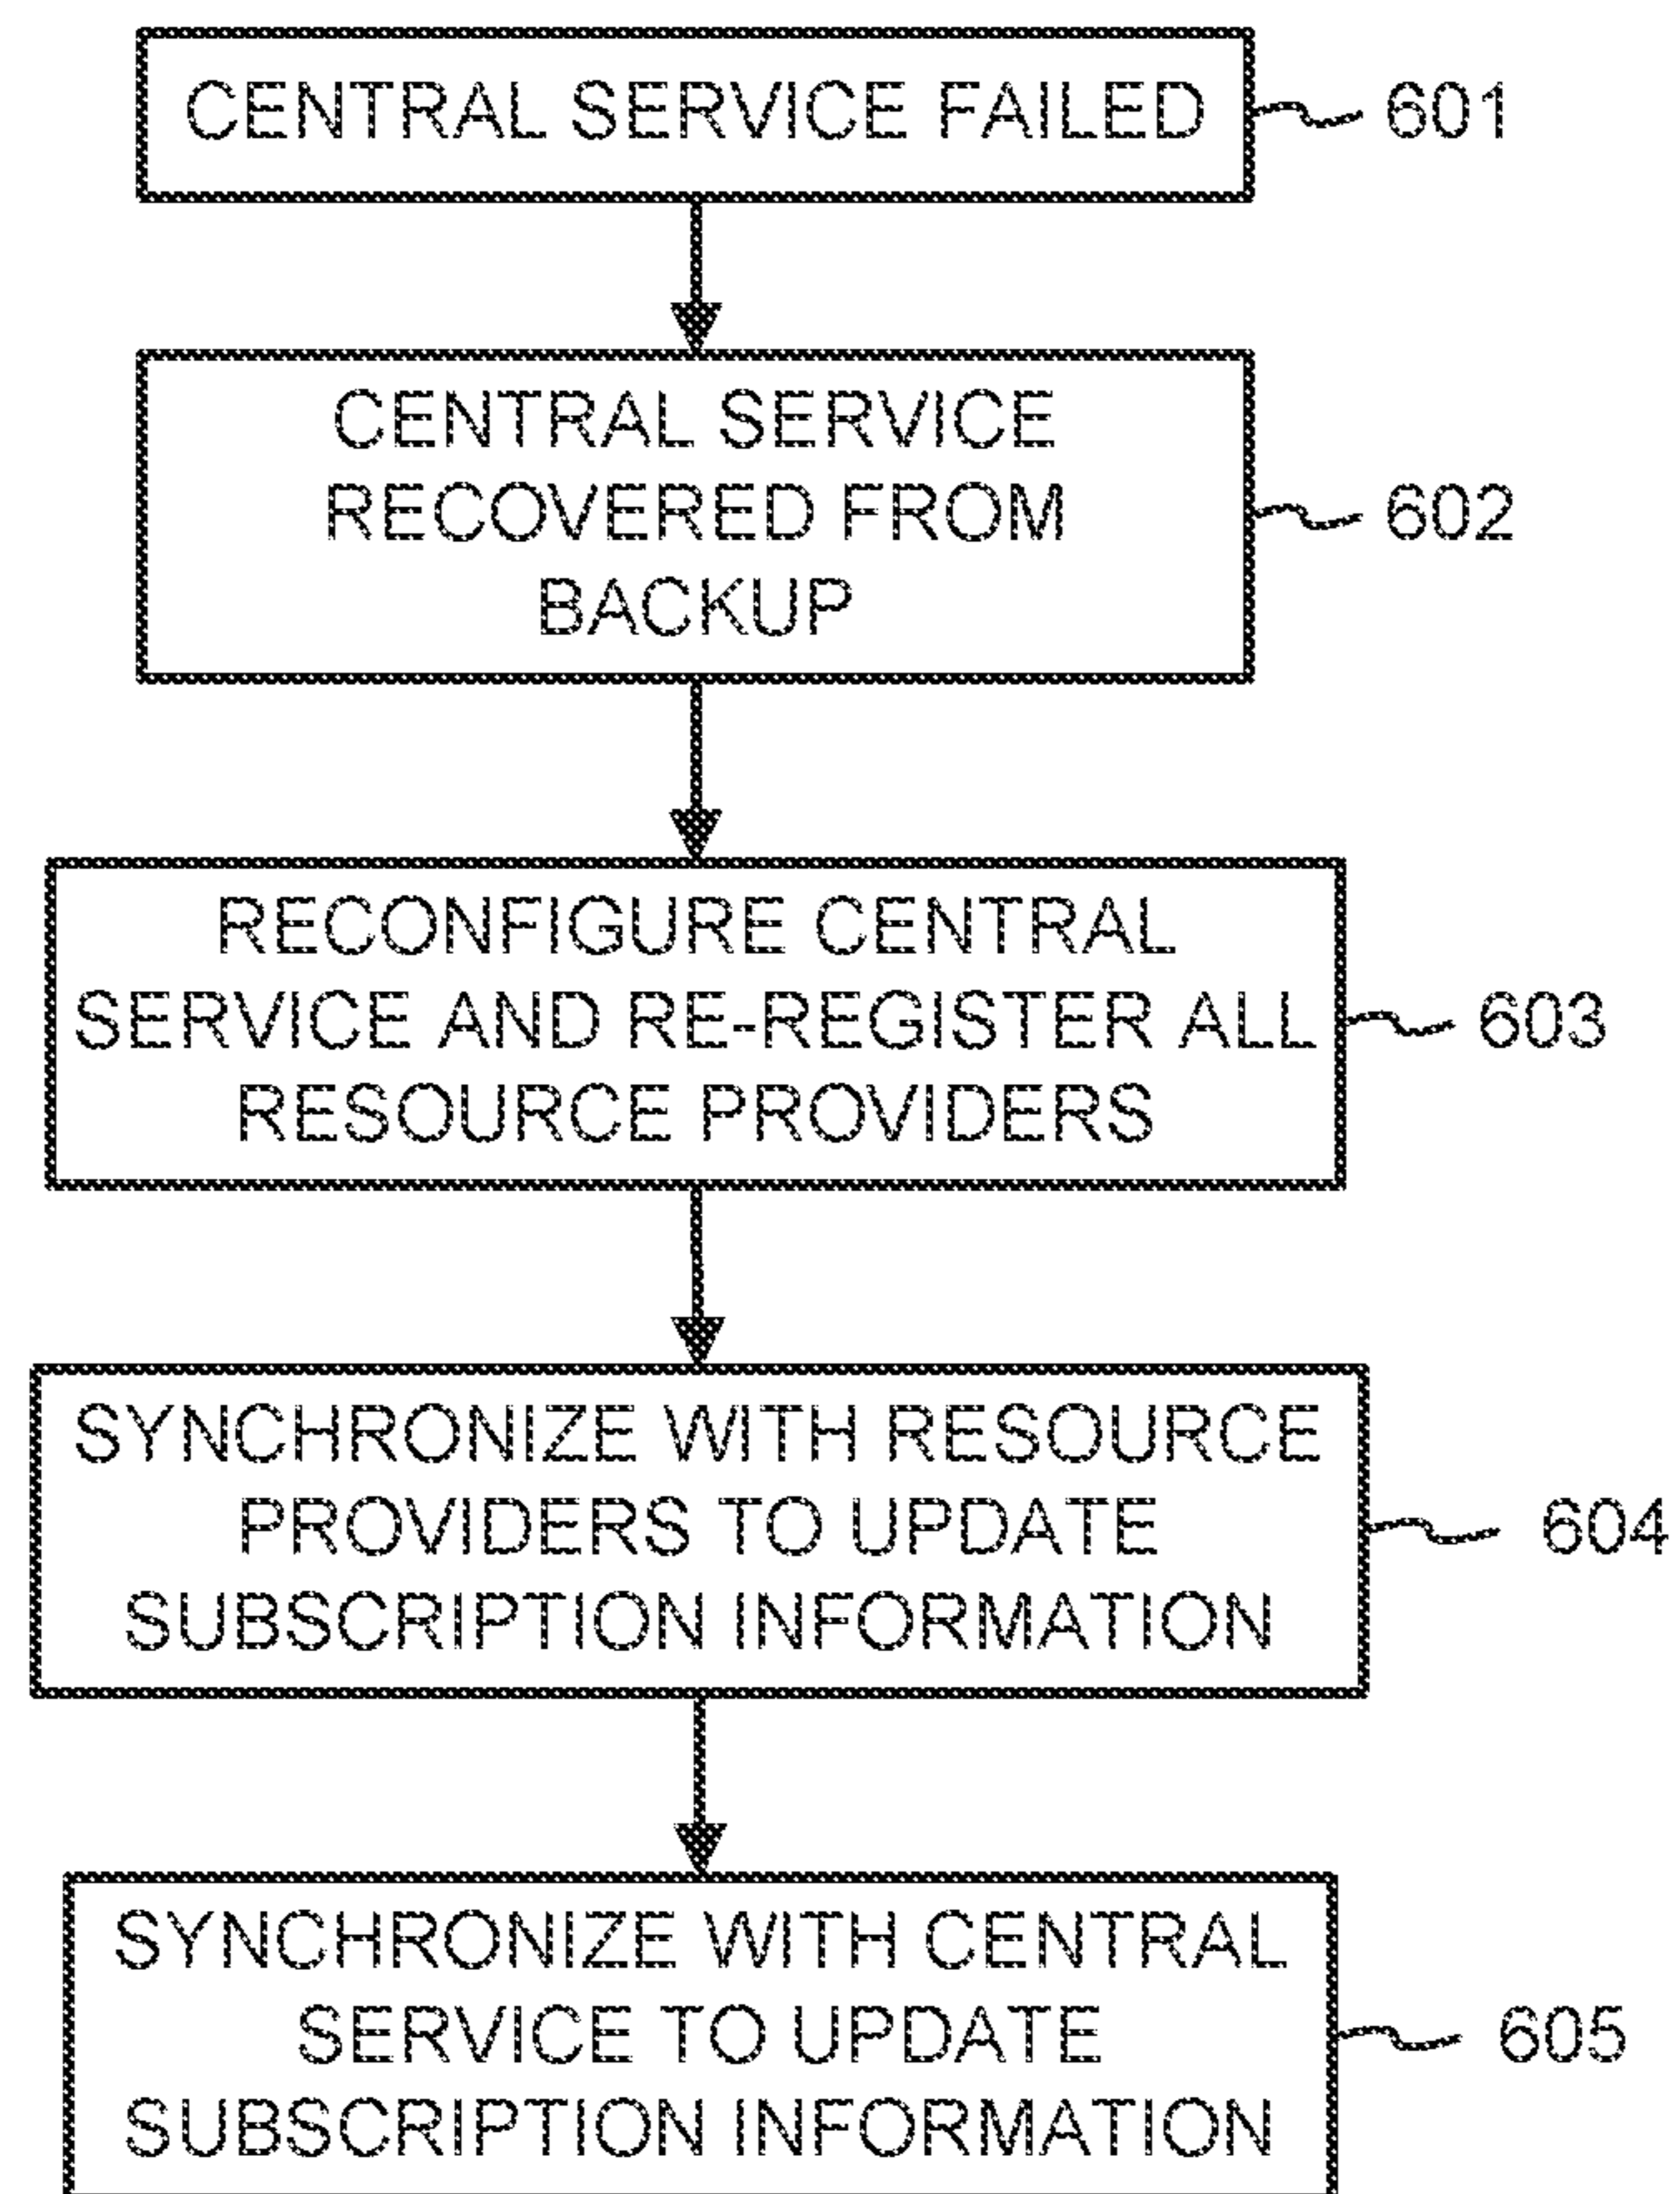 CENTRAL SERVICE FAILED
601
CENTRAL SERVICE
RECOVERED FROM
BACKUP
602
RECONFIGURE CENTRAL
SERVICE AND RE-REGISTER ALL
RESOURCE PROVIDERS
603
SYNCHRONIZE WITH RESOURCE
PROVIDERS TO UPDATE
SUBSCRIPTION INFORMATION
604
SYNCHRONIZE WITH CENTRAL
SERVICE TO UPDATE
SUBSCRIPTION INFORMATION
605